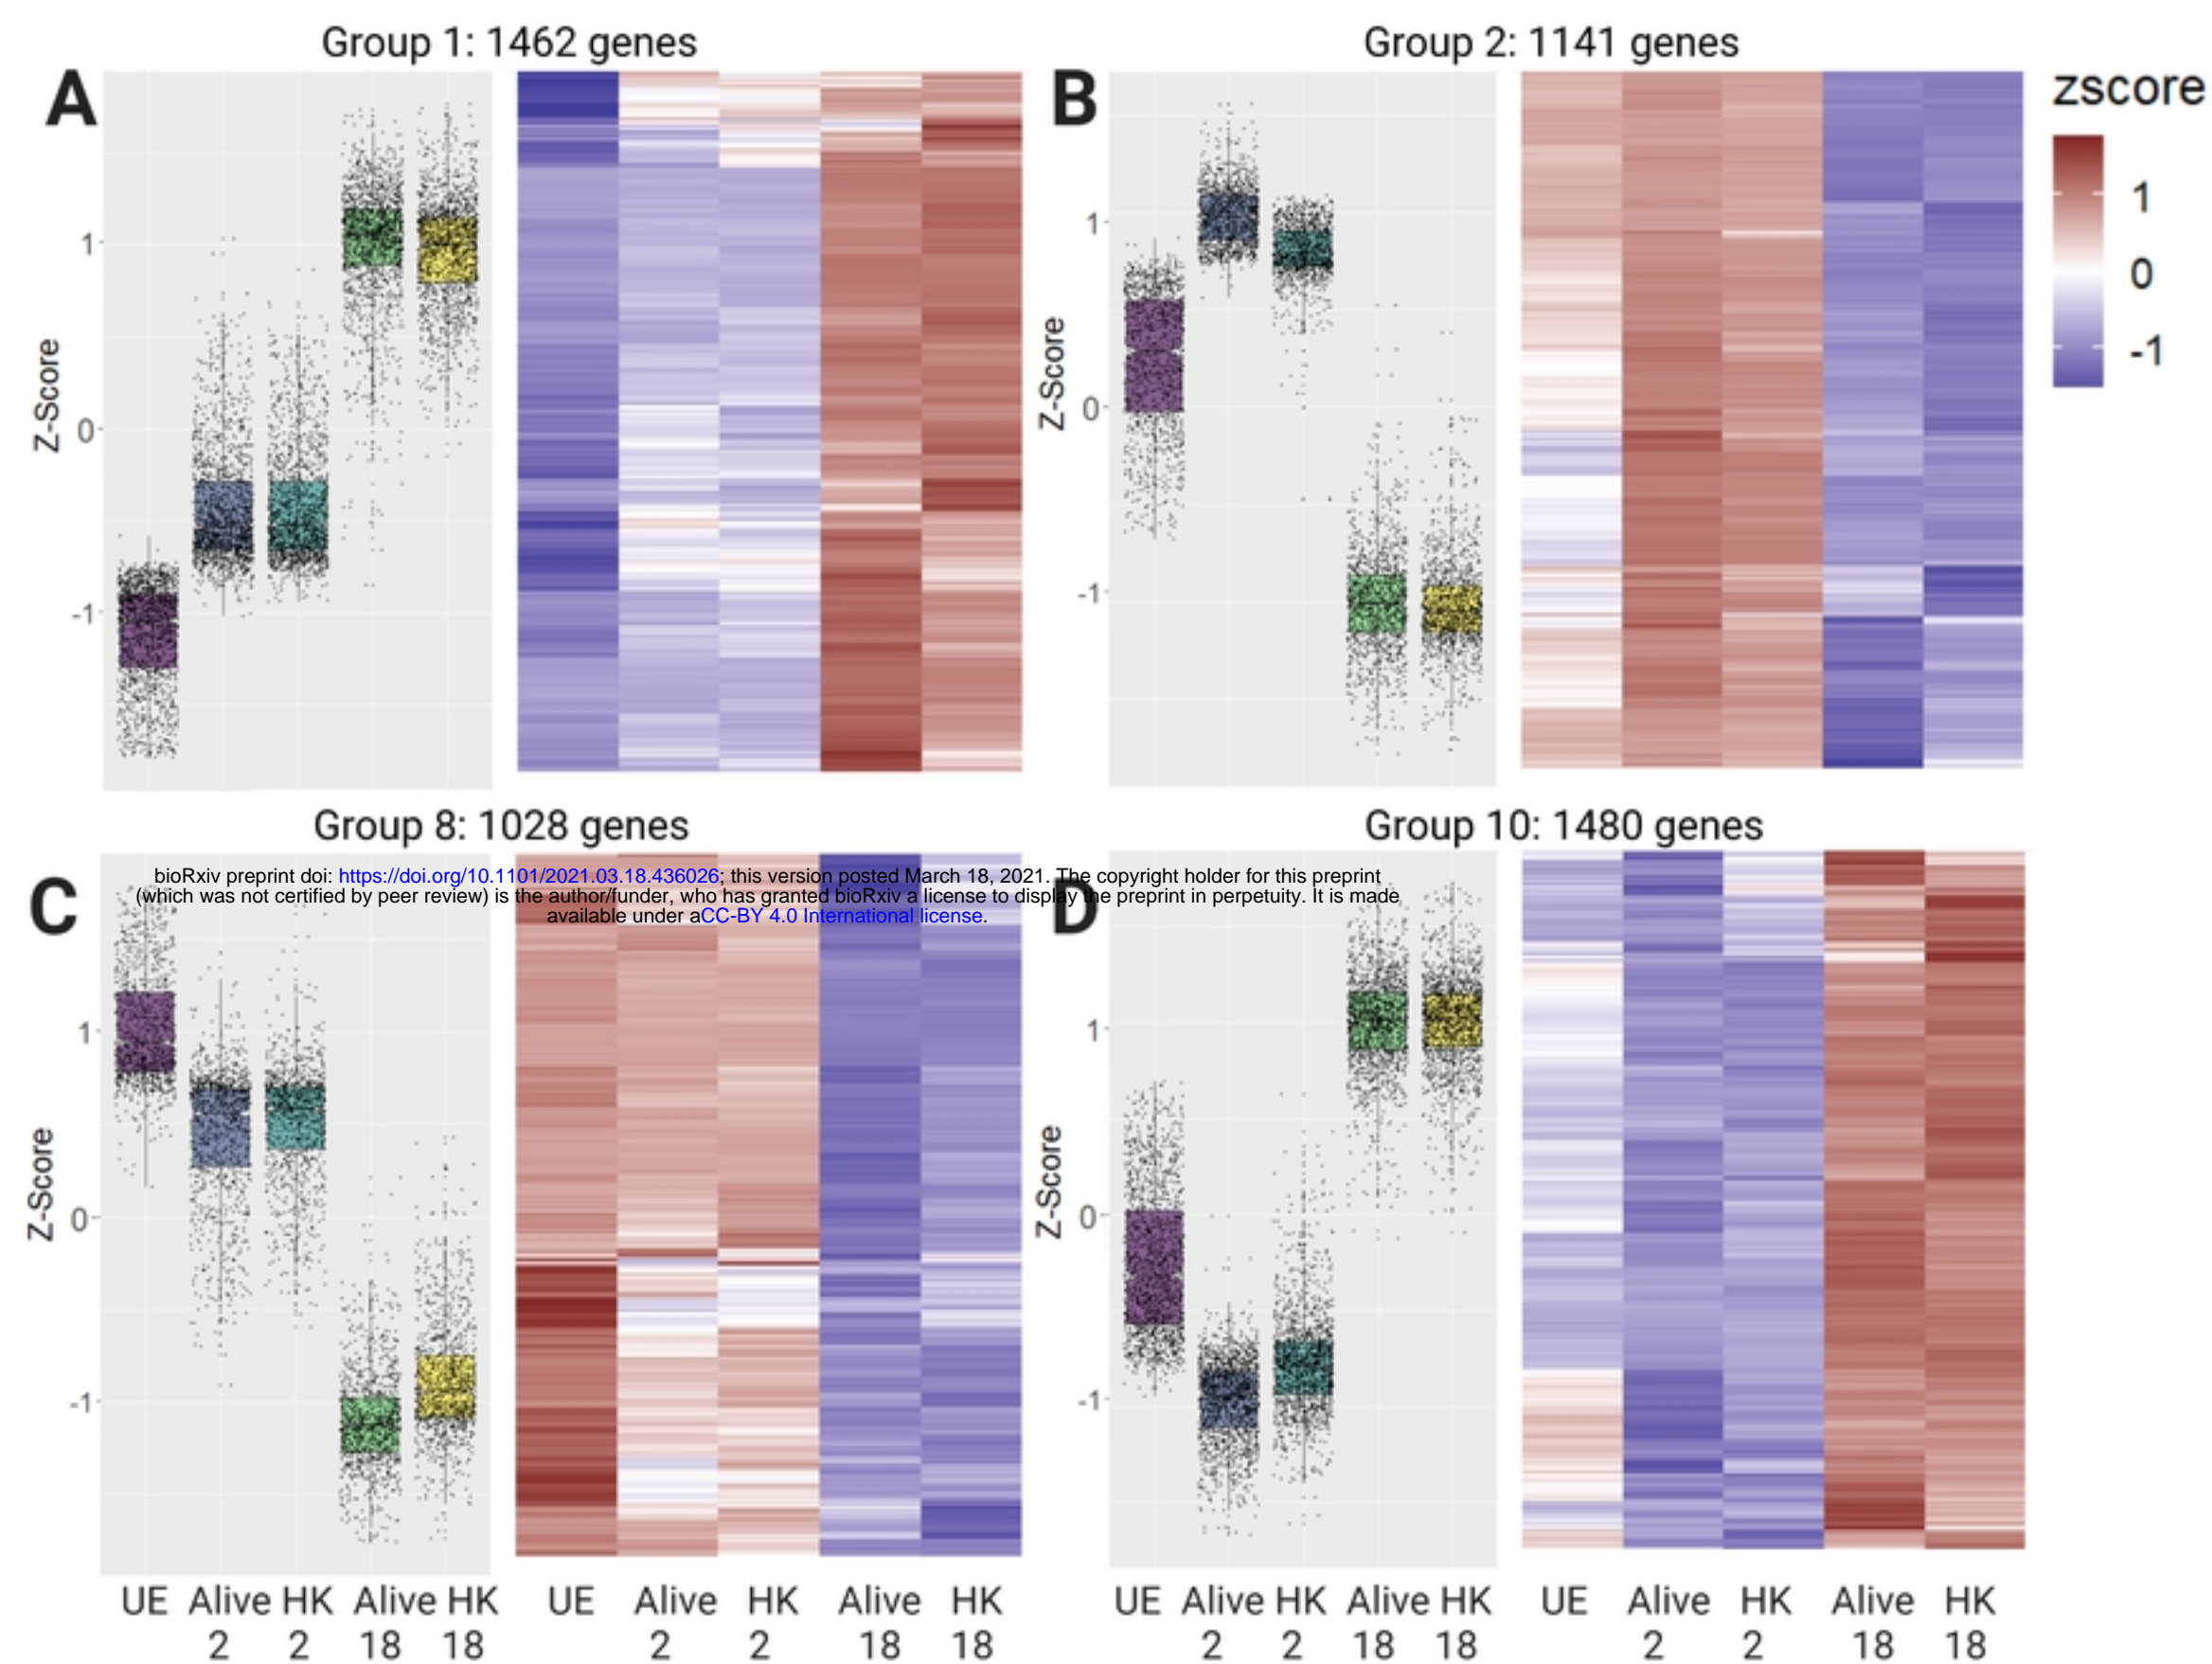 Group 1: 1462 genes
Group 2: 1141 genes
A
B
zscore
1
0
-1
Z-Score
1
0
-1
Z-Score
1
0
-1
Group 8: 1028 genes
Group 10: 1480 genes
bioRxiv preprint doi: https://doi.org/10.1101/2021.03.18.436026; this version posted March 18, 2021. The copyright holder for this preprint
(which was not certified by peer review) is the author/funder, who has granted bioRxiv a license to display the preprint in perpetuity. It is made
available under aCC-BY 4.0 International license.
C
D
Z-Score
1
0
-1
Z-Score
1
0
-1
UE Alive HK Alive HK UE Alive HK Alive HK UE Alive HK Alive HK UE Alive HK Alive HK
2 2 18 18 2 2 18 18 2 2 18 18 2 2 18 18